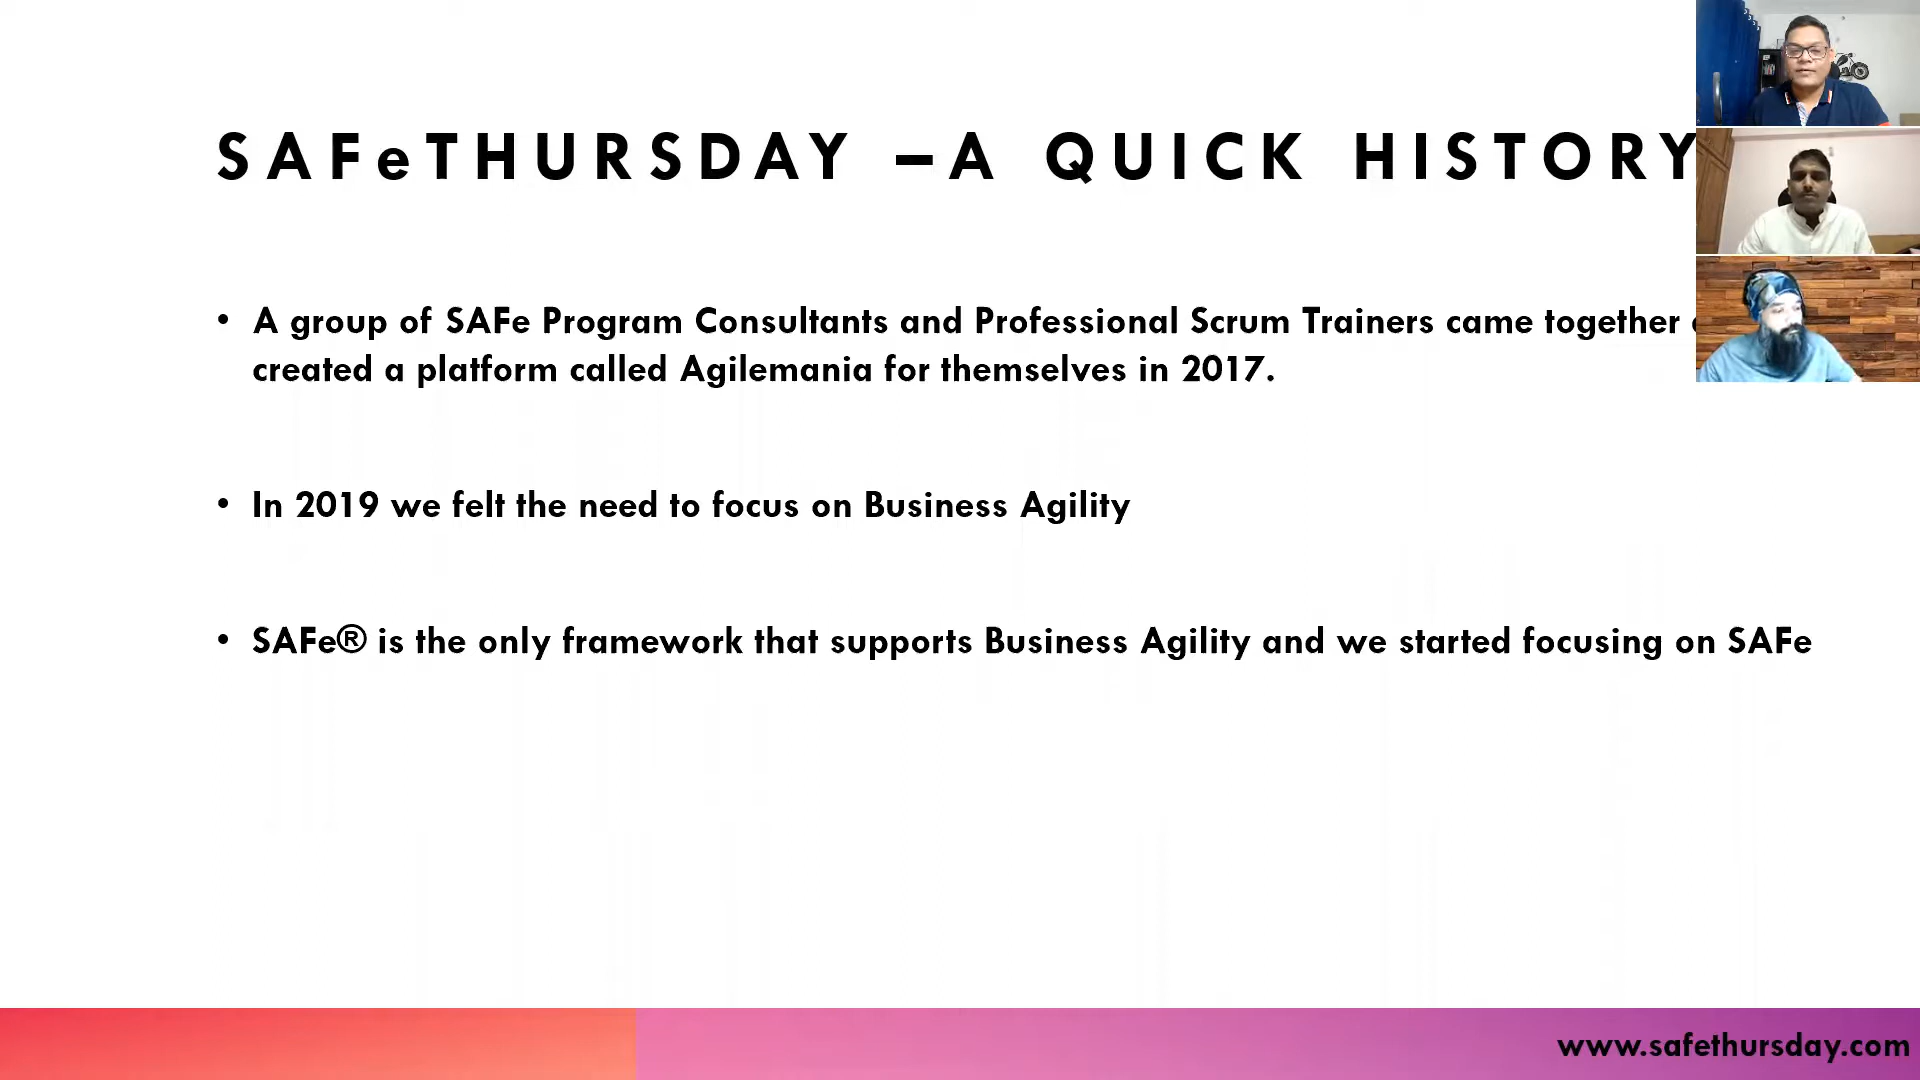 SAFeTHURSDAY –A QUICK HISTORY
• A group of SAFe Program Consultants and Professional Scrum Trainers came together
created a platform called Agilemania for themselves in 2017.
• In 2019 we felt the need to focus on Business Agility
• SAFe® is the only framework that supports Business Agility and we started focusing on SAFe
www.safethursday.com